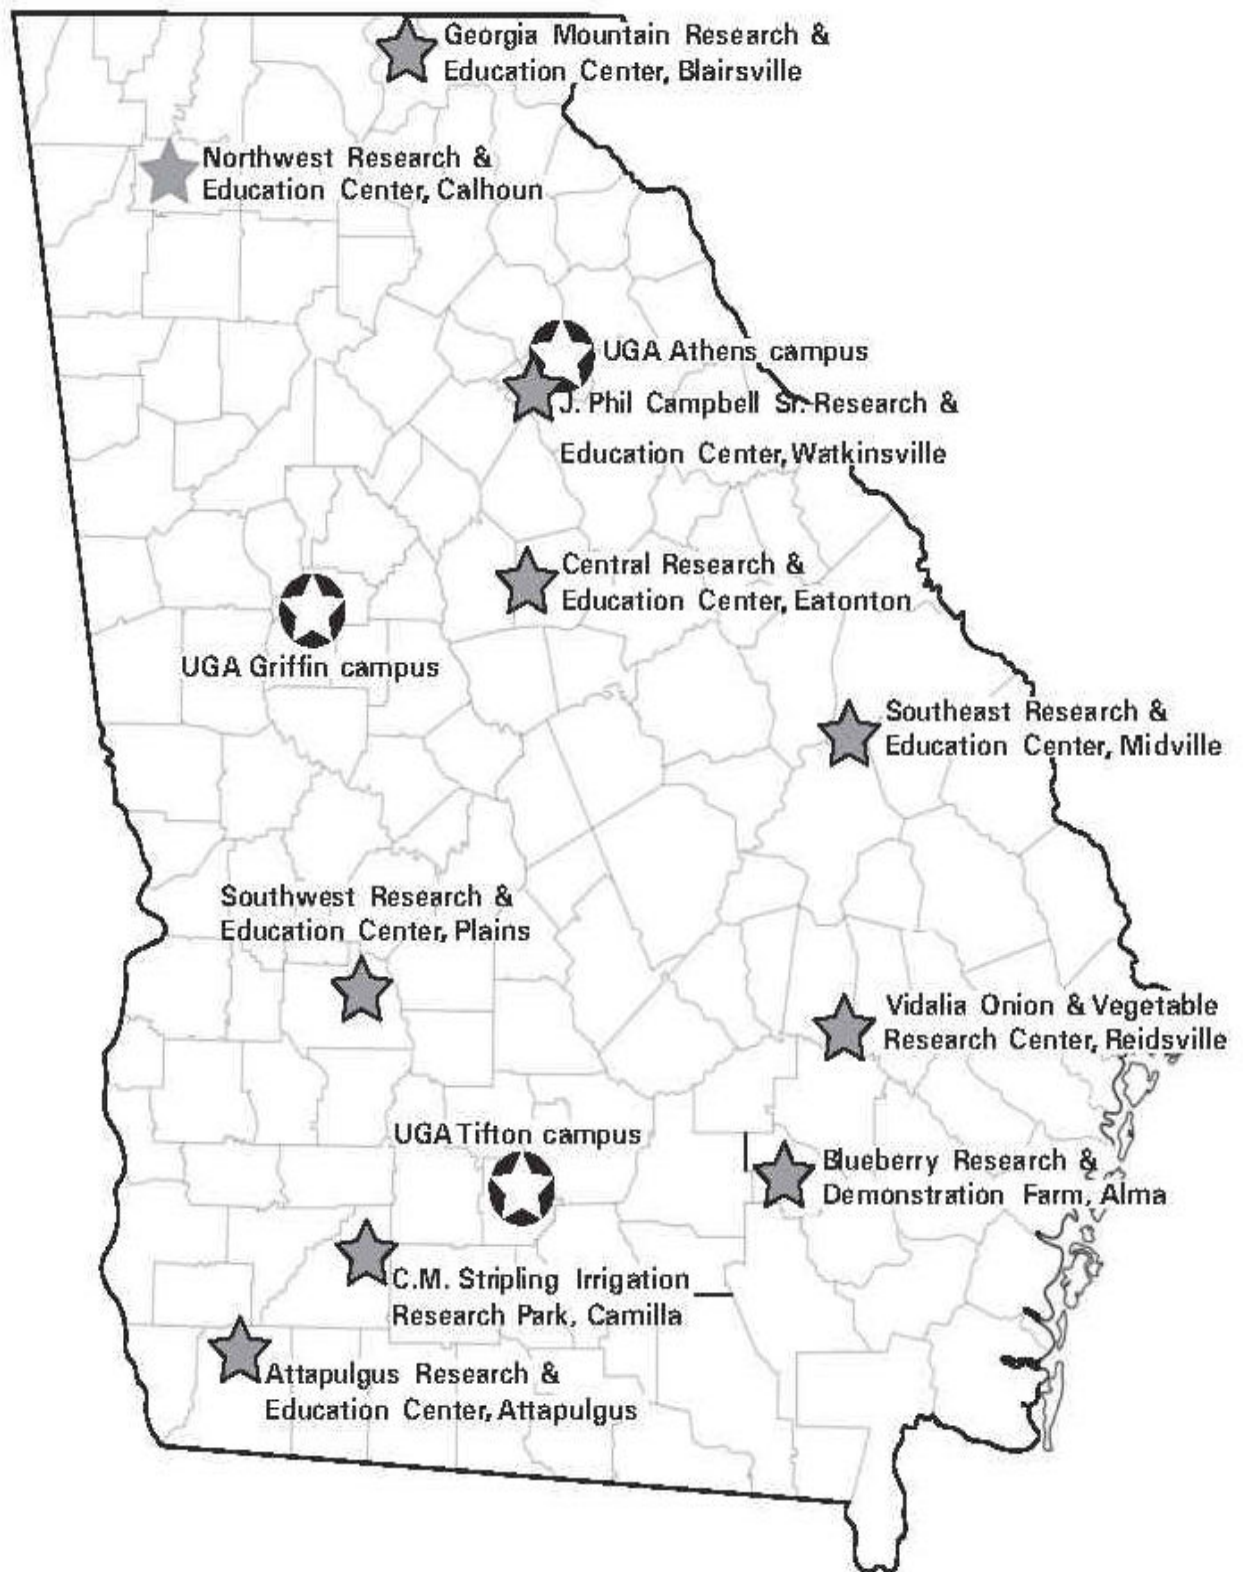 Georgia Mountain Research &
Education Center, Blairsville
Northwest Research &
Education Center, Calhoun
UGA Athens campus
J. Phil Campbell Sr. Research &
Education Center, Watkinsville
Central Research &
Education Center, Eatonton
UGA Griffin campus
Southeast Research &
Education Center, Midville
Southwest Research &
Education Center, Plains
Vidalia Onion & Vegetable
Research Center, Reidsville
UGA Tifton campus
Blueberry Research &
Demonstration Farm, Alma
C.M. Stripling Irrigation
Research Park, Camilla
Attapulgus Research &
Education Center, Attapulgus